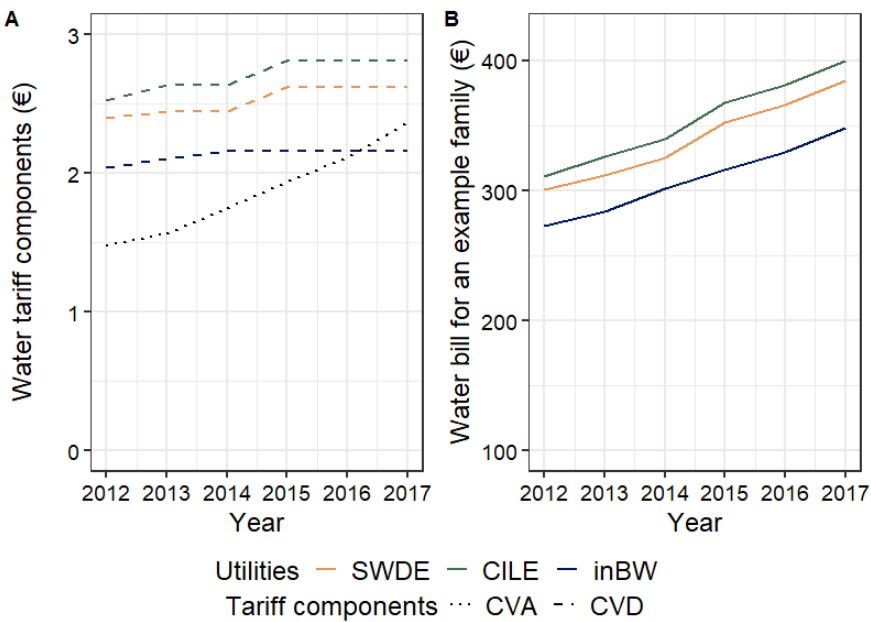 A
Water tariff components (€)
3
2
1
0
2012 2013 2014 2015 2016 2017
Year
B
Water bill for an example family (€)
400
300
200
100
2012 2013 2014 2015 2016 2017
Year
Utilities SWDE CILE inBW
Tariff components CVA CVD